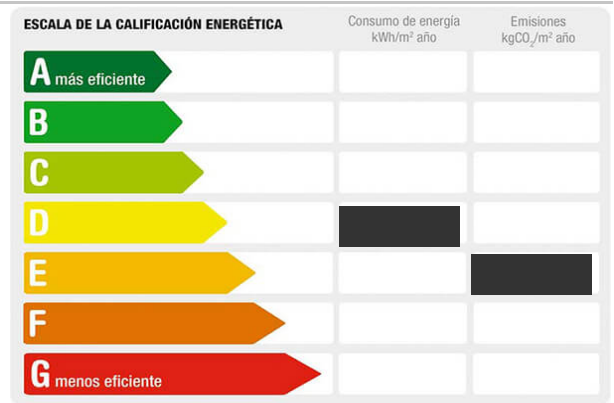 ESCALA DE LA CALIFICACIÓN ENERGÉTICA
Consumo de energía
kWh/m² año
Emisiones
kgCO₂/m² año
A más eficiente
B
C
D
E
F
G menos eficiente